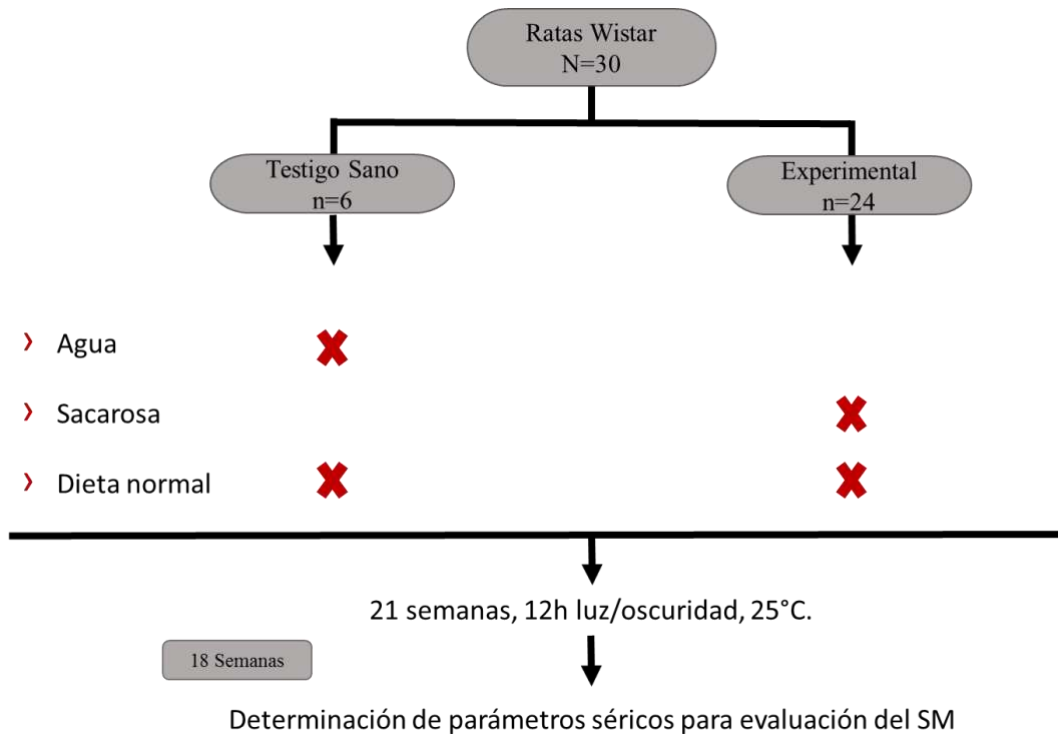 Ratas Wistar
N=30
Testigo Sano
n=6
Experimental
n=24
Agua
Sacarosa
Dieta normal
21 semanas, 12h luz/oscuridad, 25°C.
18 Semanas
Determinación de parámetros séricos para evaluación del SM